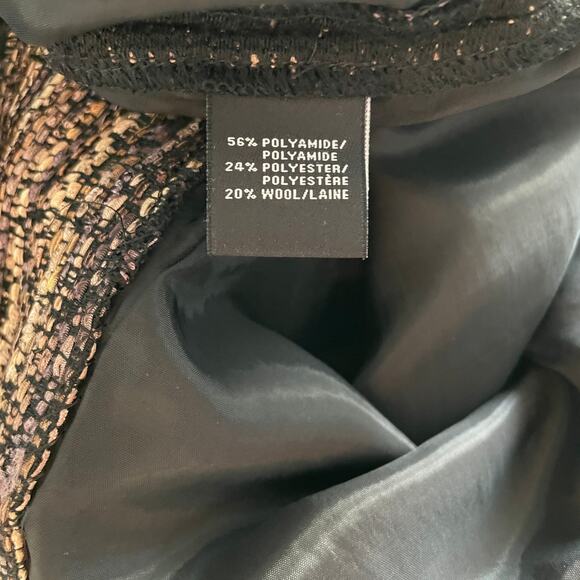 56% POLYAMIDE/
POLYAMIDE
24% POLYESTER/
POLYESTÈRE
20% WOOL/LAINE